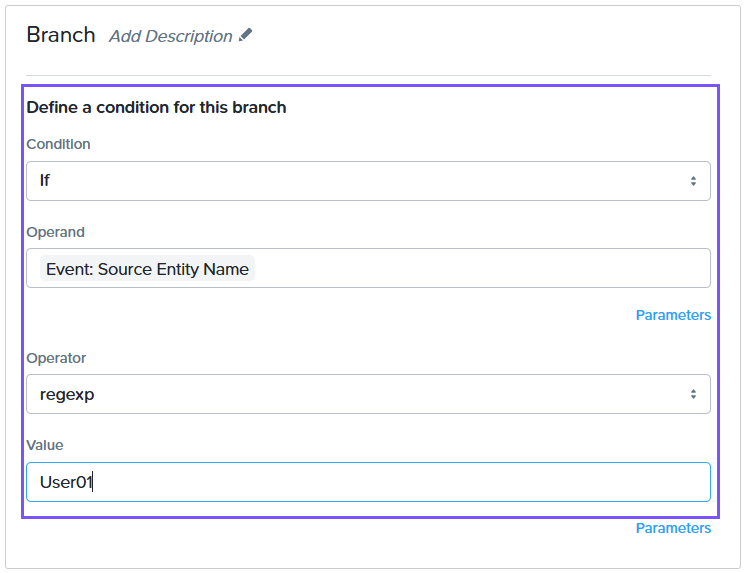 Branch Add Description
Define a condition for this branch
Condition
If
Operand
Event: Source Entity Name
Parameters
Operator
regexp
Value
User01
Parameters